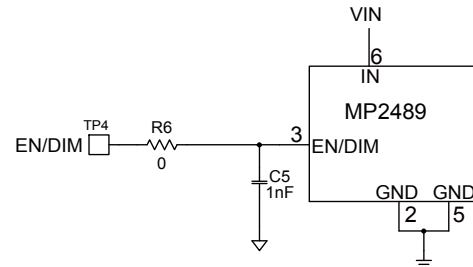 VIN
6
IN
MP2489
TP4
R6
EN/DIM
3
EN/DIM
0
C5
1nF
GND
GND
2
5